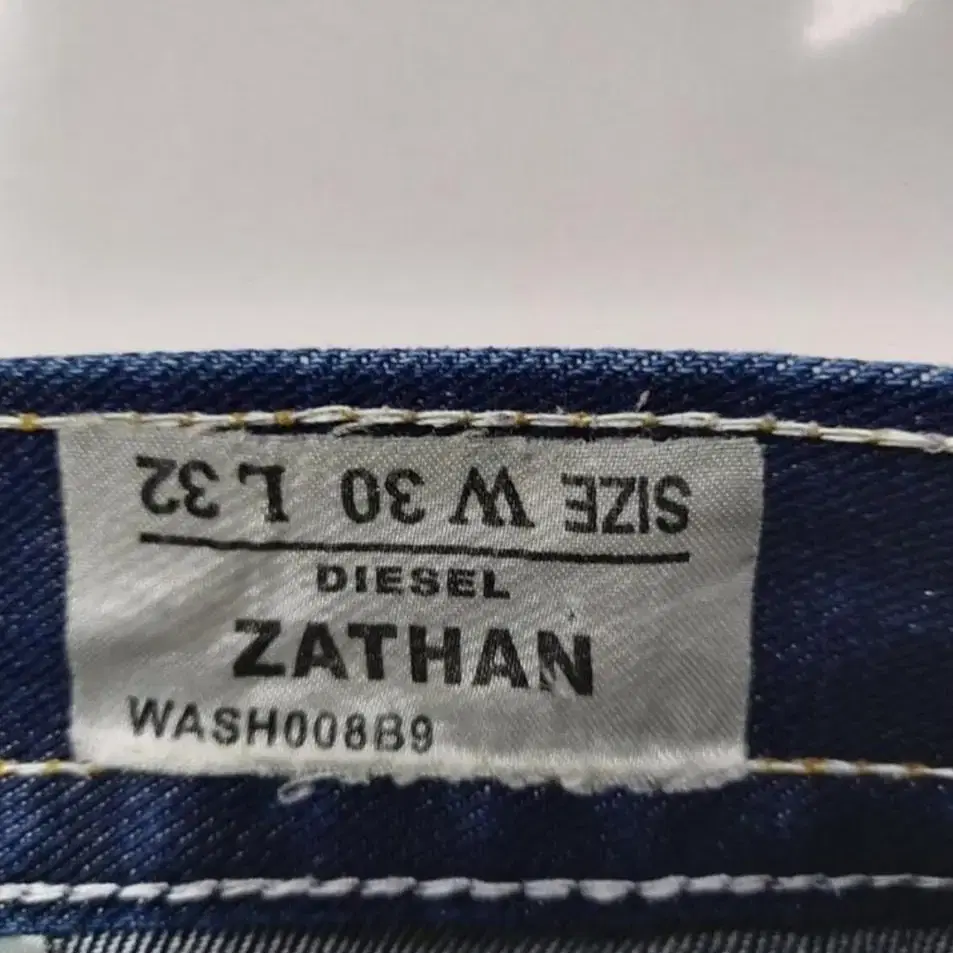 SIZE W 30 L 32
DIESEL
ZATHAN
WASH008B9